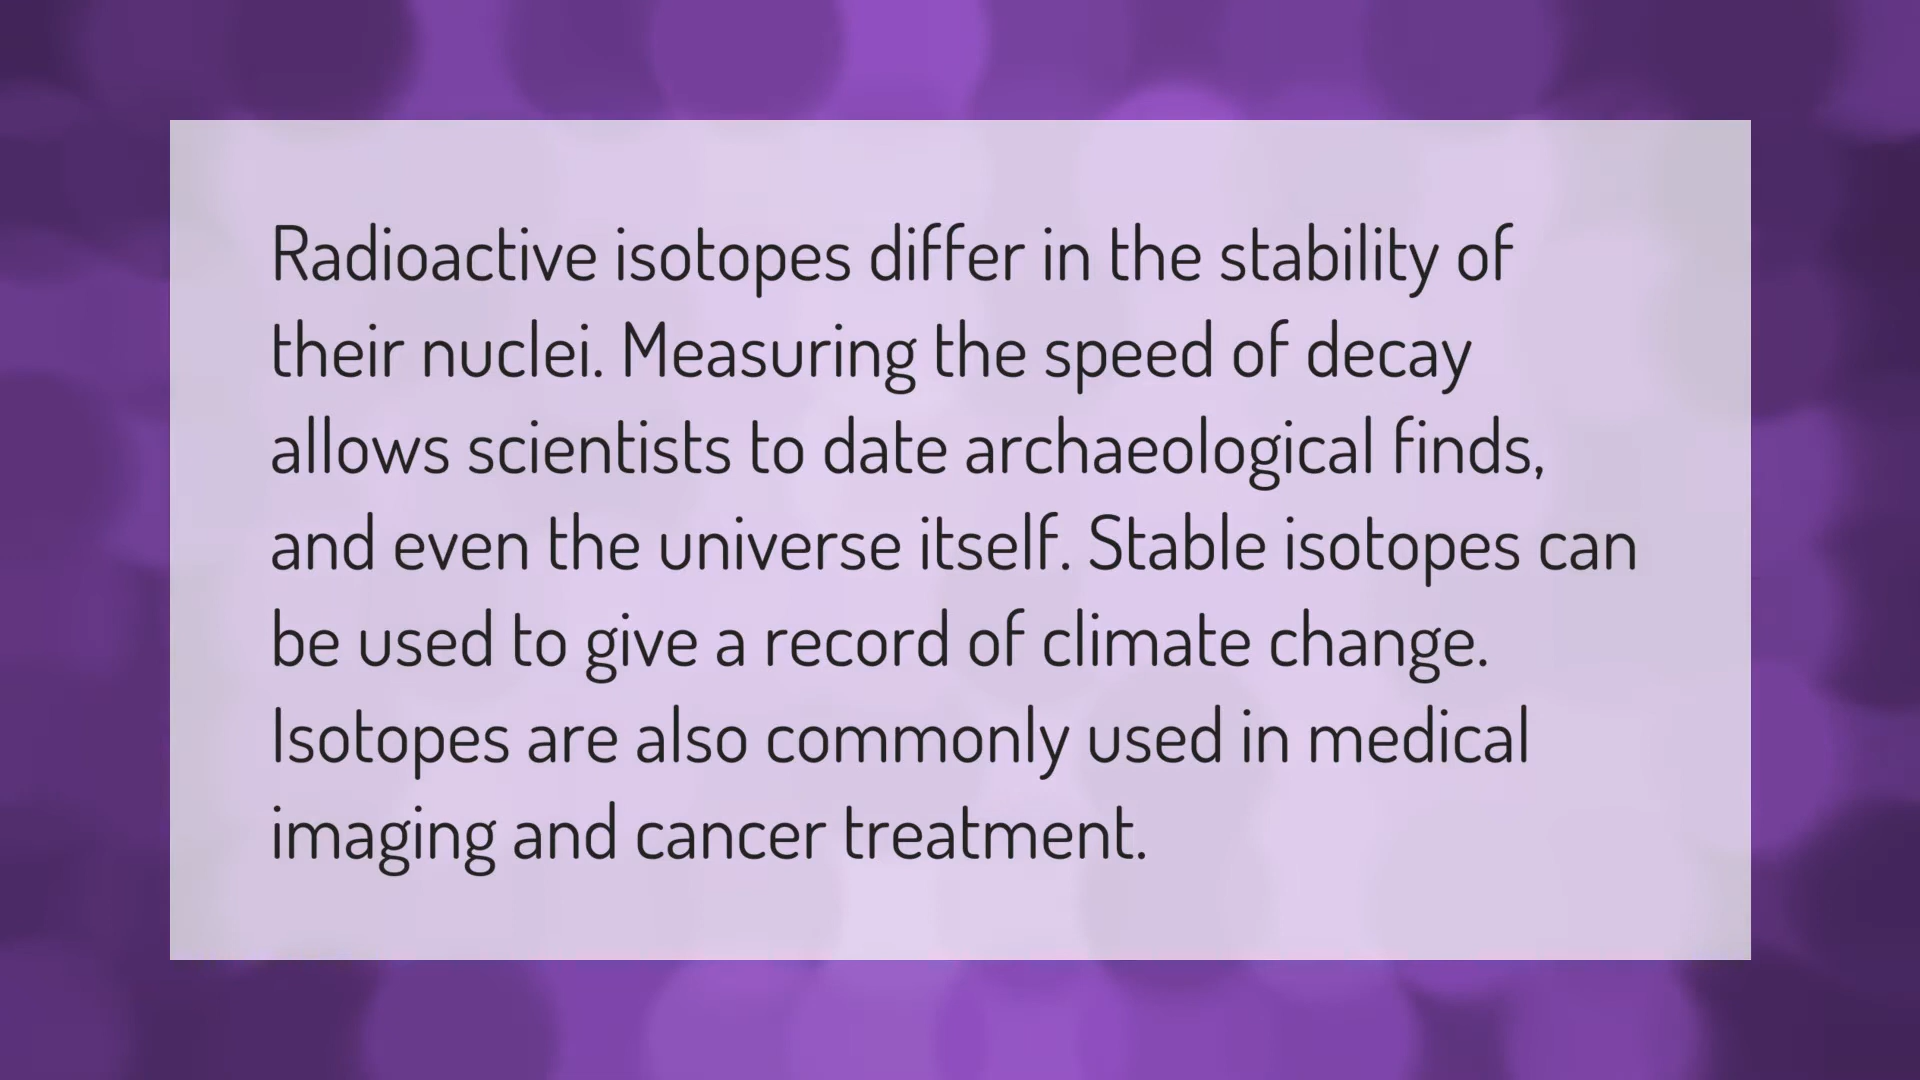 Radioactive isotopes differ in the stability of
their nuclei. Measuring the speed of decay
allows scientists to date archaeological finds,
and even the universe itself. Stable isotopes can
be used to give a record of climate change.
Isotopes are also commonly used in medical
imaging and cancer treatment.